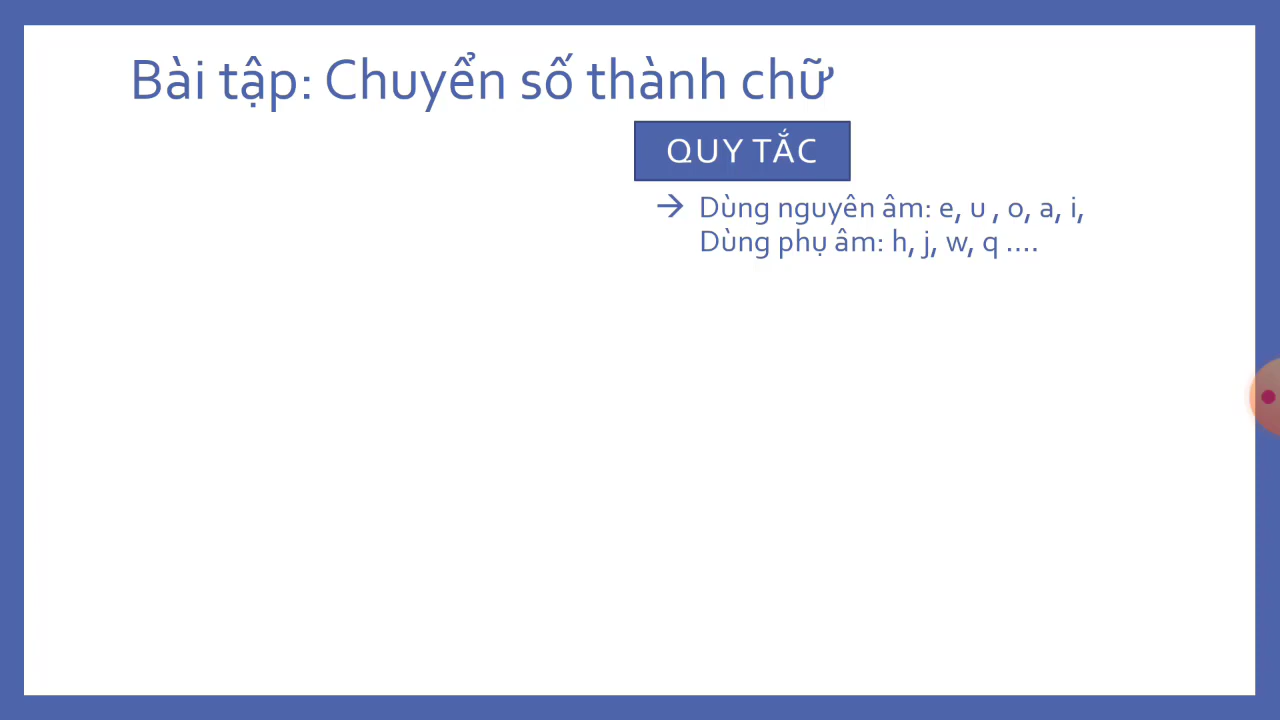 Bài tập: Chuyển số thành chữ
QUY TẮC
→ Dùng nguyên âm: e, u , o, a, i,
Dùng phụ âm: h, j, w, q ....